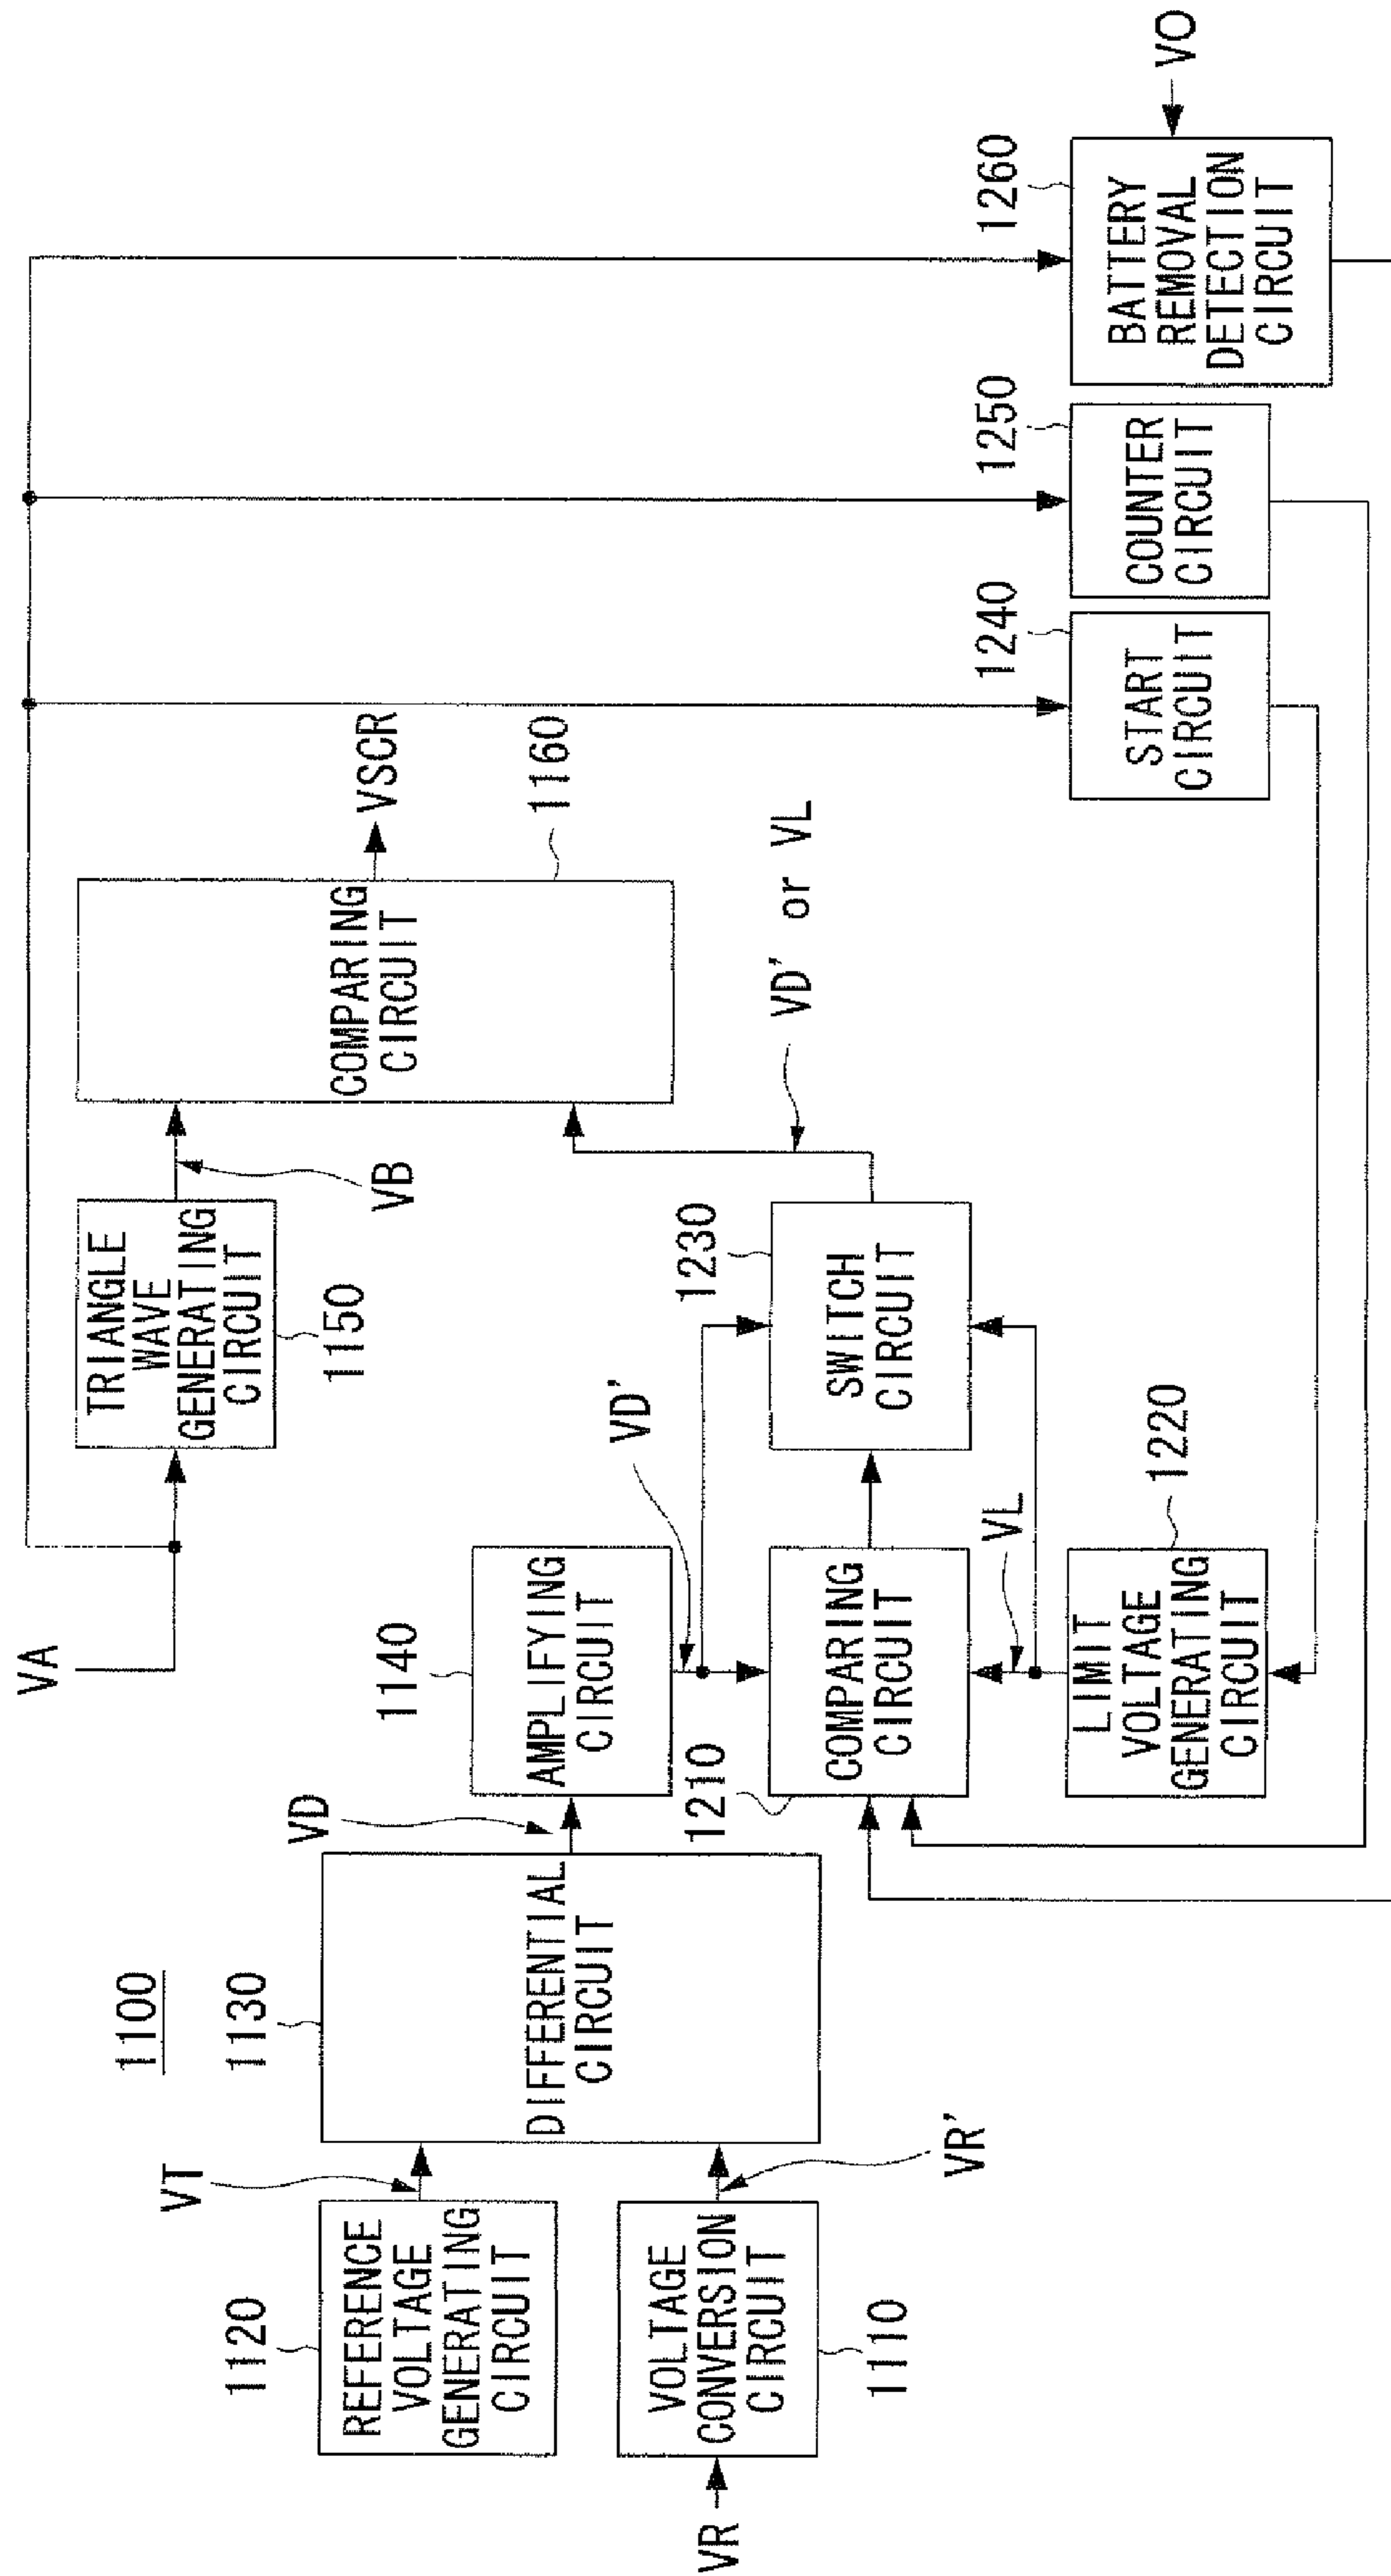 1100
VA
TRIANGLE
WAVE
GENERATING
CIRCUIT
1150
VB
COMPARING
CIRCUIT
1160
VSCR
VT
1120
REFERENCE
VOLTAGE
GENERATING
CIRCUIT
1130
DIFFERENTIAL
CIRCUIT
VD
1140
AMPLIFYING
CIRCUIT
VD'
VR
VOLTAGE
CONVERSION
CIRCUIT
1110
VR'
1210
COMPARING
CIRCUIT
1230
SWITCH
CIRCUIT
VD' or VL
VL
LIMIT
VOLTAGE
GENERATING
CIRCUIT
1220
1240
START
CIRCUIT
1250
COUNTER
CIRCUIT
1260
BATTERY
REMOVAL
DETECTION
CIRCUIT
VO